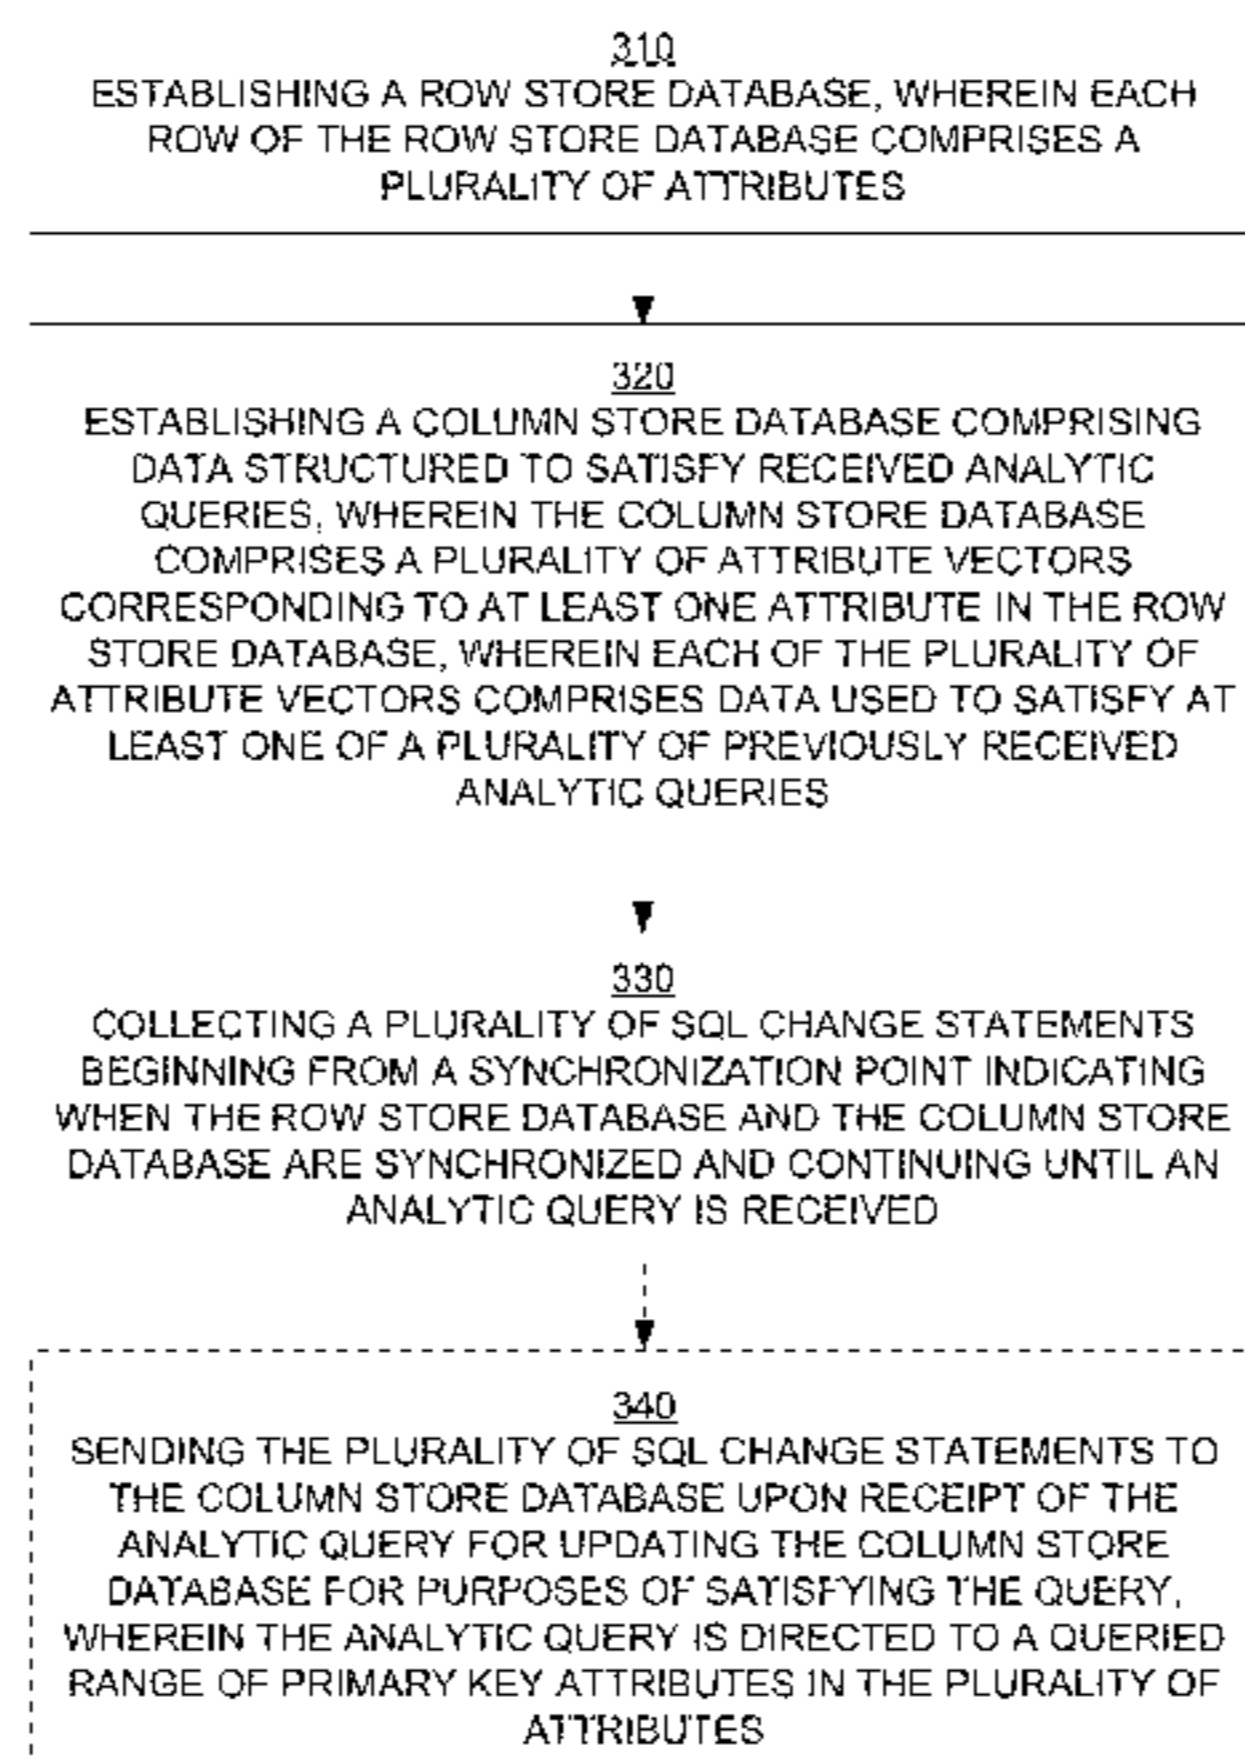 310
ESTABLISHING A ROW STORE DATABASE, WHEREIN EACH
ROW OF THE ROW STORE DATABASE COMPRISES A
PLURALITY OF ATTRIBUTES
320
ESTABLISHING A COLUMN STORE DATABASE COMPRISING
DATA STRUCTURED TO SATISFY RECEIVED ANALYTIC
QUERIES, WHEREIN THE COLUMN STORE DATABASE
COMPRISES A PLURALITY OF ATTRIBUTE VECTORS
CORRESPONDING TO AT LEAST ONE ATTRIBUTE IN THE ROW
STORE DATABASE, WHEREIN EACH OF THE PLURALITY OF
ATTRIBUTE VECTORS COMPRISES DATA USED TO SATISFY AT
LEAST ONE OF A PLURALITY OF PREVIOUSLY RECEIVED
ANALYTIC QUERIES
330
COLLECTING A PLURALITY OF SQL CHANGE STATEMENTS
BEGINNING FROM A SYNCHRONIZATION POINT INDICATING
WHEN THE ROW STORE DATABASE AND THE COLUMN STORE
DATABASE ARE SYNCHRONIZED AND CONTINUING UNTIL AN
ANALYTIC QUERY IS RECEIVED
340
SENDING THE PLURALITY OF SQL CHANGE STATEMENTS TO
THE COLUMN STORE DATABASE UPON RECEIPT OF THE
ANALYTIC QUERY FOR UPDATING THE COLUMN STORE
DATABASE FOR PURPOSES OF SATISFYING THE QUERY,
WHEREIN THE ANALYTIC QUERY IS DIRECTED TO A QUERIED
RANGE OF PRIMARY KEY ATTRIBUTES IN THE PLURALITY OF
ATTRIBUTES